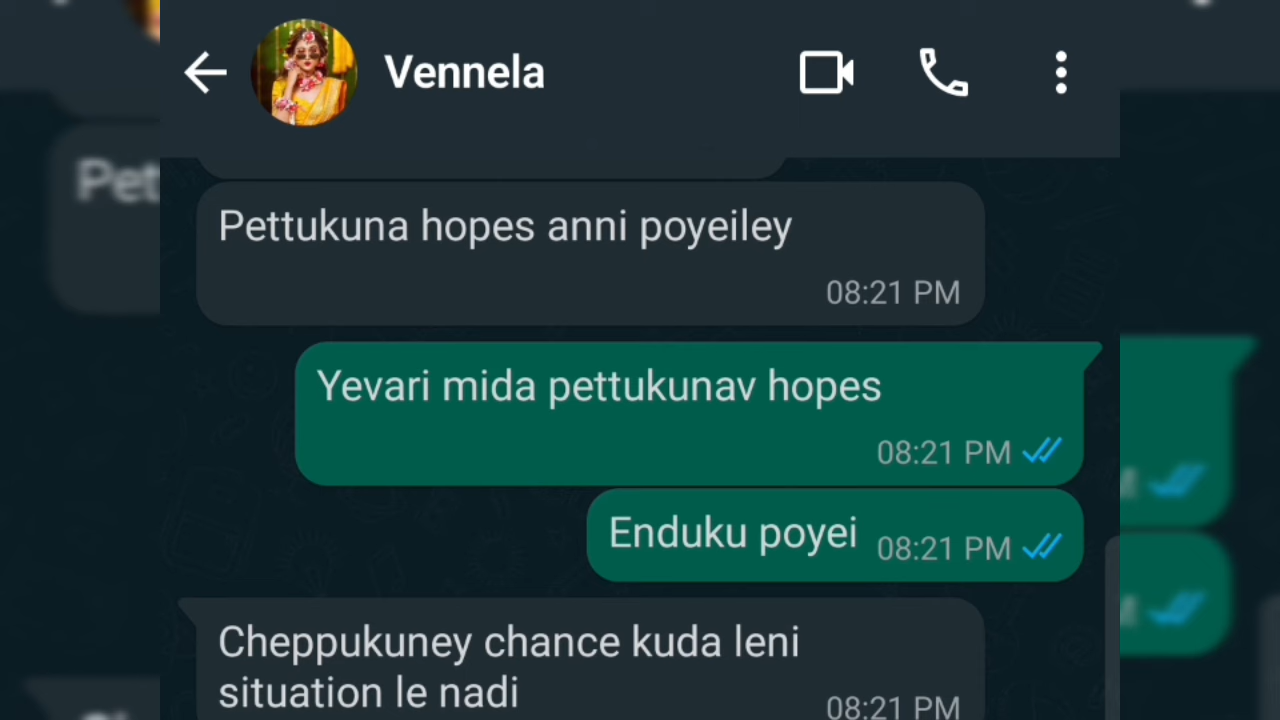 Vennela
Pettukuna hopes anni poyeiley
08:21 PM
Yevari mida pettukunav hopes
08:21 PM
Enduku poyei 08:21 PM
Cheppukuney chance kuda leni
situation le nadi
08:21 PM
Pet